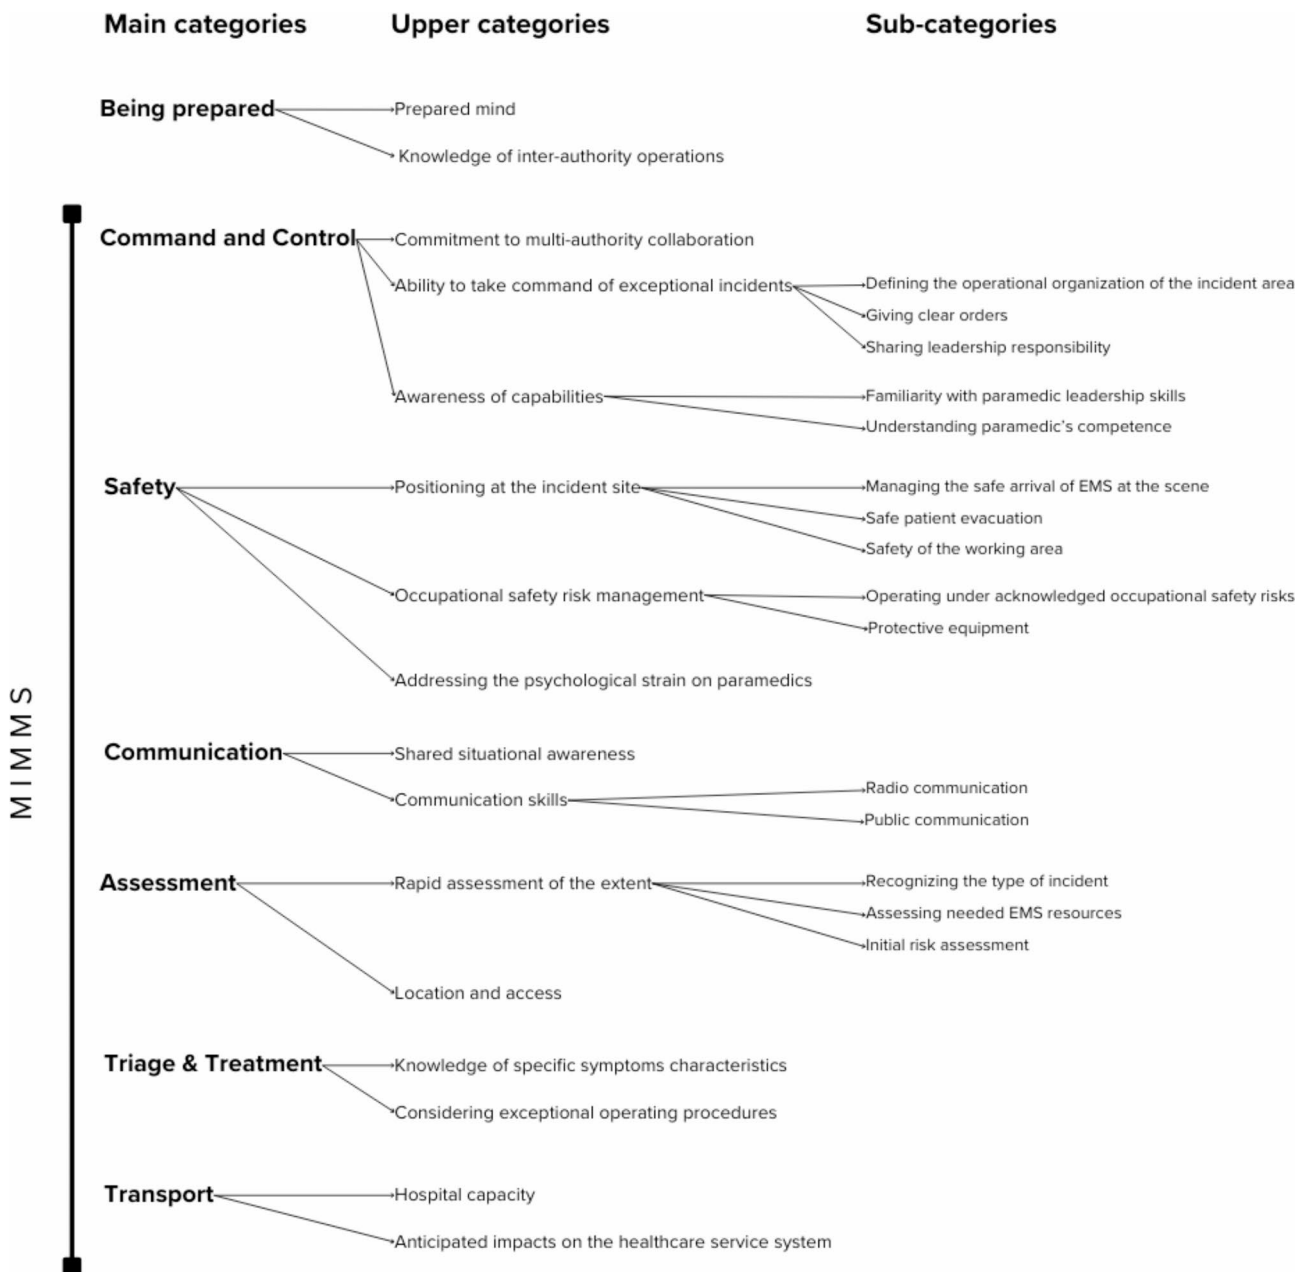 Main categories Upper categories Sub-categories
Being prepared Prepared mind
Knowledge of inter-authority operations
Command and Control Commitment to multi-authority collaboration
Ability to take command of exceptional incidents Defining the operational organization of the incident area
Giving clear orders
Sharing leadership responsibility
Awareness of capabilities Familiarity with paramedic leadership skills
Understanding paramedic's competence
Safety Positioning at the incident site Managing the safe arrival of EMS at the scene
Safe patient evacuation
Safety of the working area
Occupational safety risk management Operating under acknowledged occupational safety risks
Protective equipment
Addressing the psychological strain on paramedics
MIMMS
Communication Shared situational awareness
Communication skills Radio communication
Public communication
Assessment Rapid assessment of the extent Recognizing the type of incident
Assessing needed EMS resources
Initial risk assessment
Location and access
Triage & Treatment Knowledge of specific symptoms characteristics
Considering exceptional operating procedures
Transport Hospital capacity
Anticipated impacts on the healthcare service system